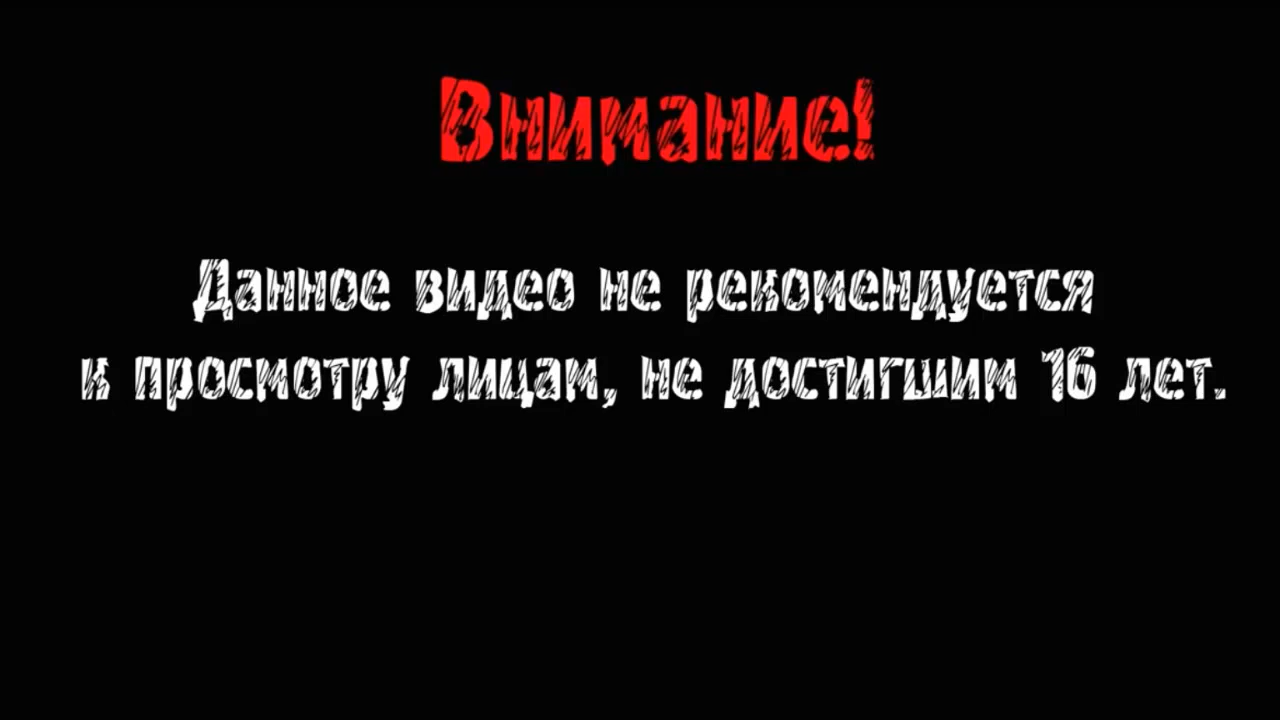 Внимание!
Данное видео не рекомендуется
к просмотру лицам, не достигшим 16 лет.